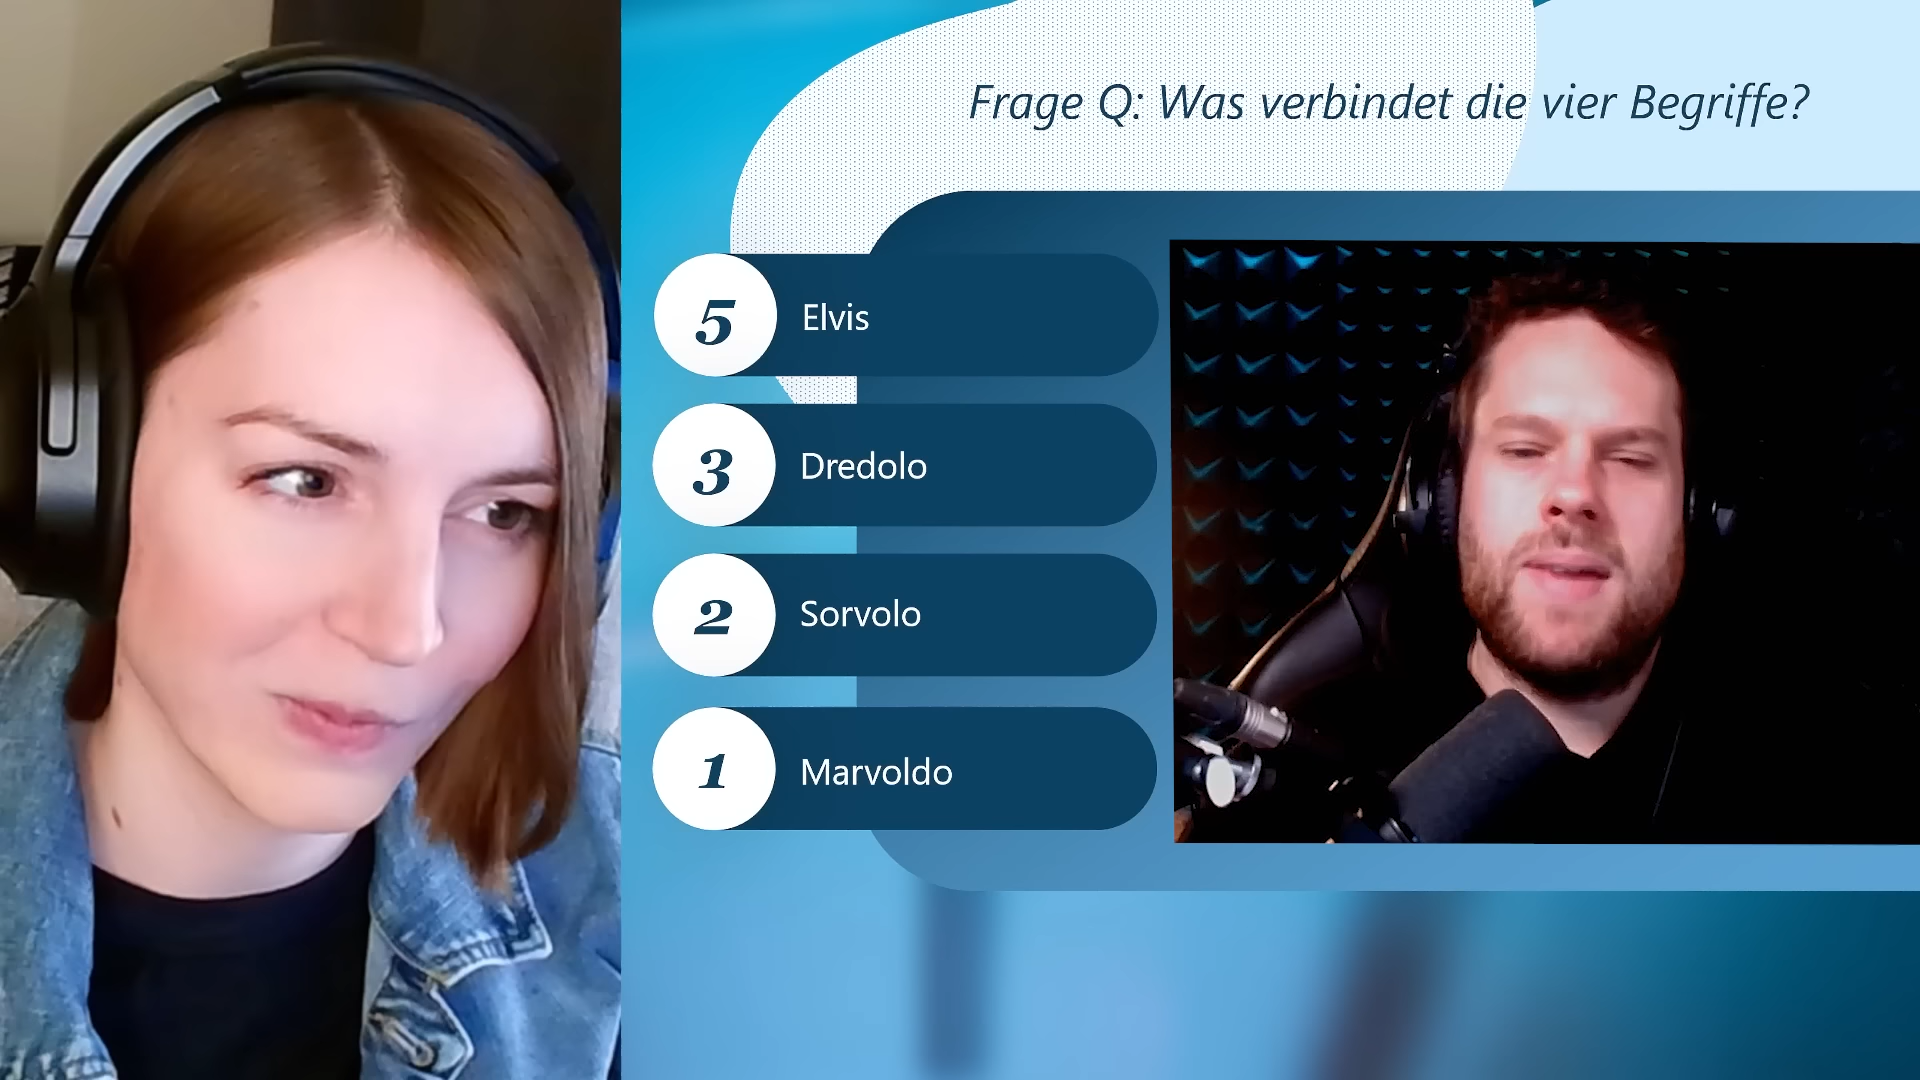 Frage Q: Was verbindet die vier Begriffe?
5 Elvis
3 Dredolo
2 Sorvolo
1 Marvoldo